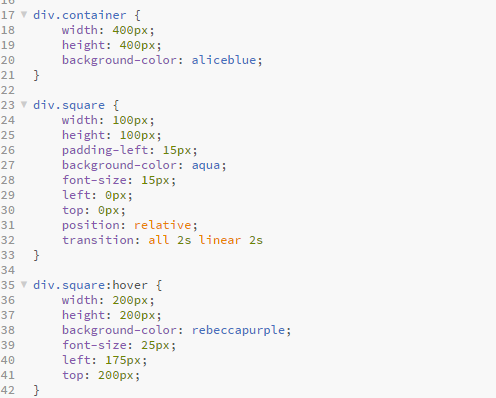 16
17 div.container {
18     width: 400px;
19     height: 400px;
20     background-color: aliceblue;
21 }
22
23 div.square {
24     width: 100px;
25     height: 100px;
26     padding-left: 15px;
27     background-color: aqua;
28     font-size: 15px;
29     left: 0px;
30     top: 0px;
31     position: relative;
32     transition: all 2s linear 2s
33 }
34
35 div.square:hover {
36     width: 200px;
37     height: 200px;
38     background-color: rebeccapurple;
39     font-size: 25px;
40     left: 175px;
41     top: 200px;
42 }